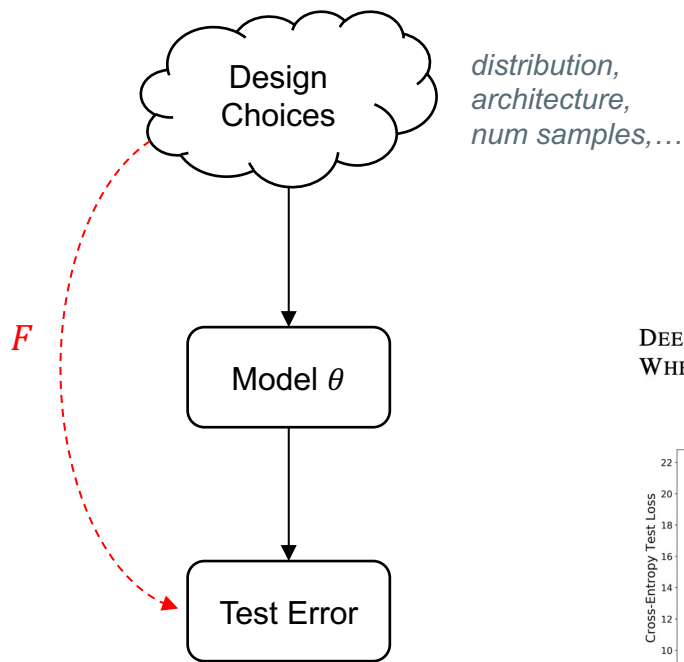 Design
Choices
distribution,
architecture,
num samples,…
F
Model θ
Test Error
DEE
WHE
Cross-Entropy Test Loss
22
20
18
16
14
12
10